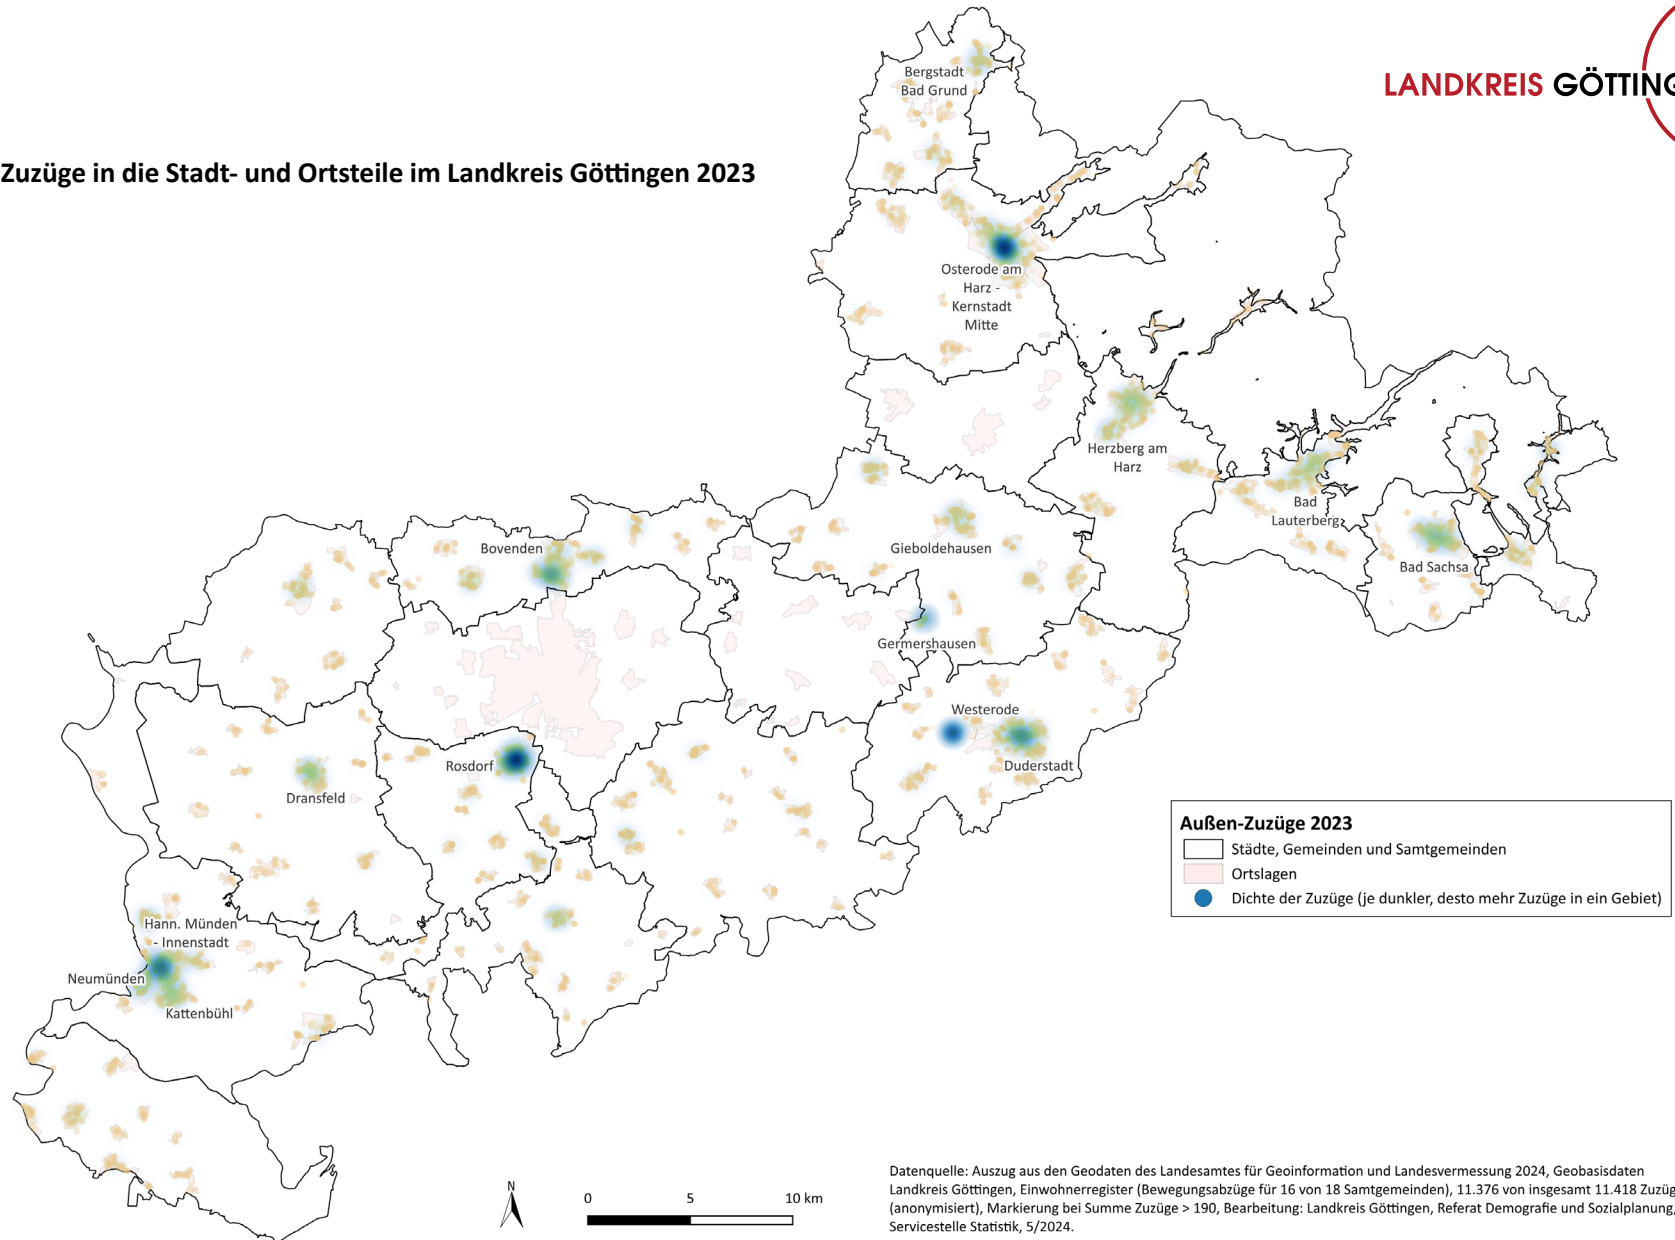 LANDKREIS GÖTTING
Zuzüge in die Stadt- und Ortsteile im Landkreis Göttingen 2023
Bergstadt
Bad Grund
Osterode am
Harz -
Kernstadt
Mitte
Herzberg am
Harz
Bad
Lauterberg
Bad Sachsa
Bovenden
Gieboldehausen
Germershausen
Westerode
Duderstadt
Rosdorf
Dransfeld
Hann. Münden
- Innenstadt
Neumünden
Kattenbühl
Außen-Zuzüge 2023
Städte, Gemeinden und Samtgemeinden
Ortslagen
Dichte der Zuzüge (je dunkler, desto mehr Zuzüge in ein Gebiet)
N
0 5 10 km
Datenquelle: Auszug aus den Geodaten des Landesamtes für Geoinformation und Landesvermessung 2024, Geobasisdaten
Landkreis Göttingen, Einwohnerregister (Bewegungsabzüge für 16 von 18 Samtgemeinden), 11.376 von insgesamt 11.418 Zuzüg
(anonymisiert), Markierung bei Summe Zuzüge > 190, Bearbeitung: Landkreis Göttingen, Referat Demografie und Sozialplanung,
Servicestelle Statistik, 5/2024.